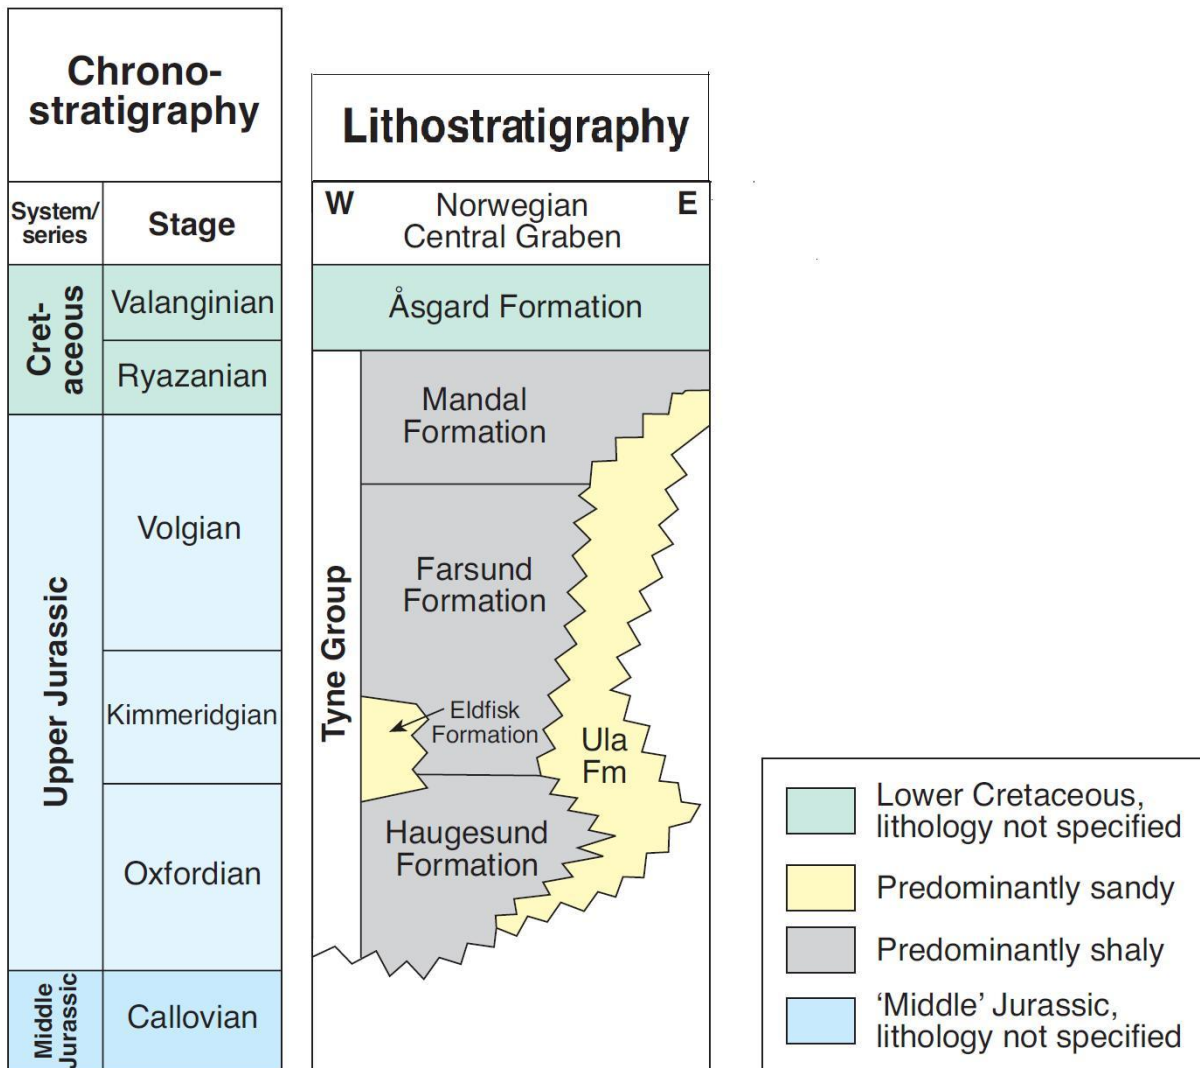 Chrono-
stratigraphy
System/
series
Stage
Cret-
aceous
Valanginian
Ryazanian
Upper Jurassic
Volgian
Kimmeridgian
Oxfordian
Middle
Jurassic
Callovian
Lithostratigraphy
W
Norwegian
Central Graben
E
Åsgard Formation
Tyne Group
Mandal
Formation
Farsund
Formation
Eldfisk
Formation
Ula
Fm
Haugesund
Formation
Lower Cretaceous,
lithology not specified
Predominantly sandy
Predominantly shaly
‘Middle’ Jurassic,
lithology not specified